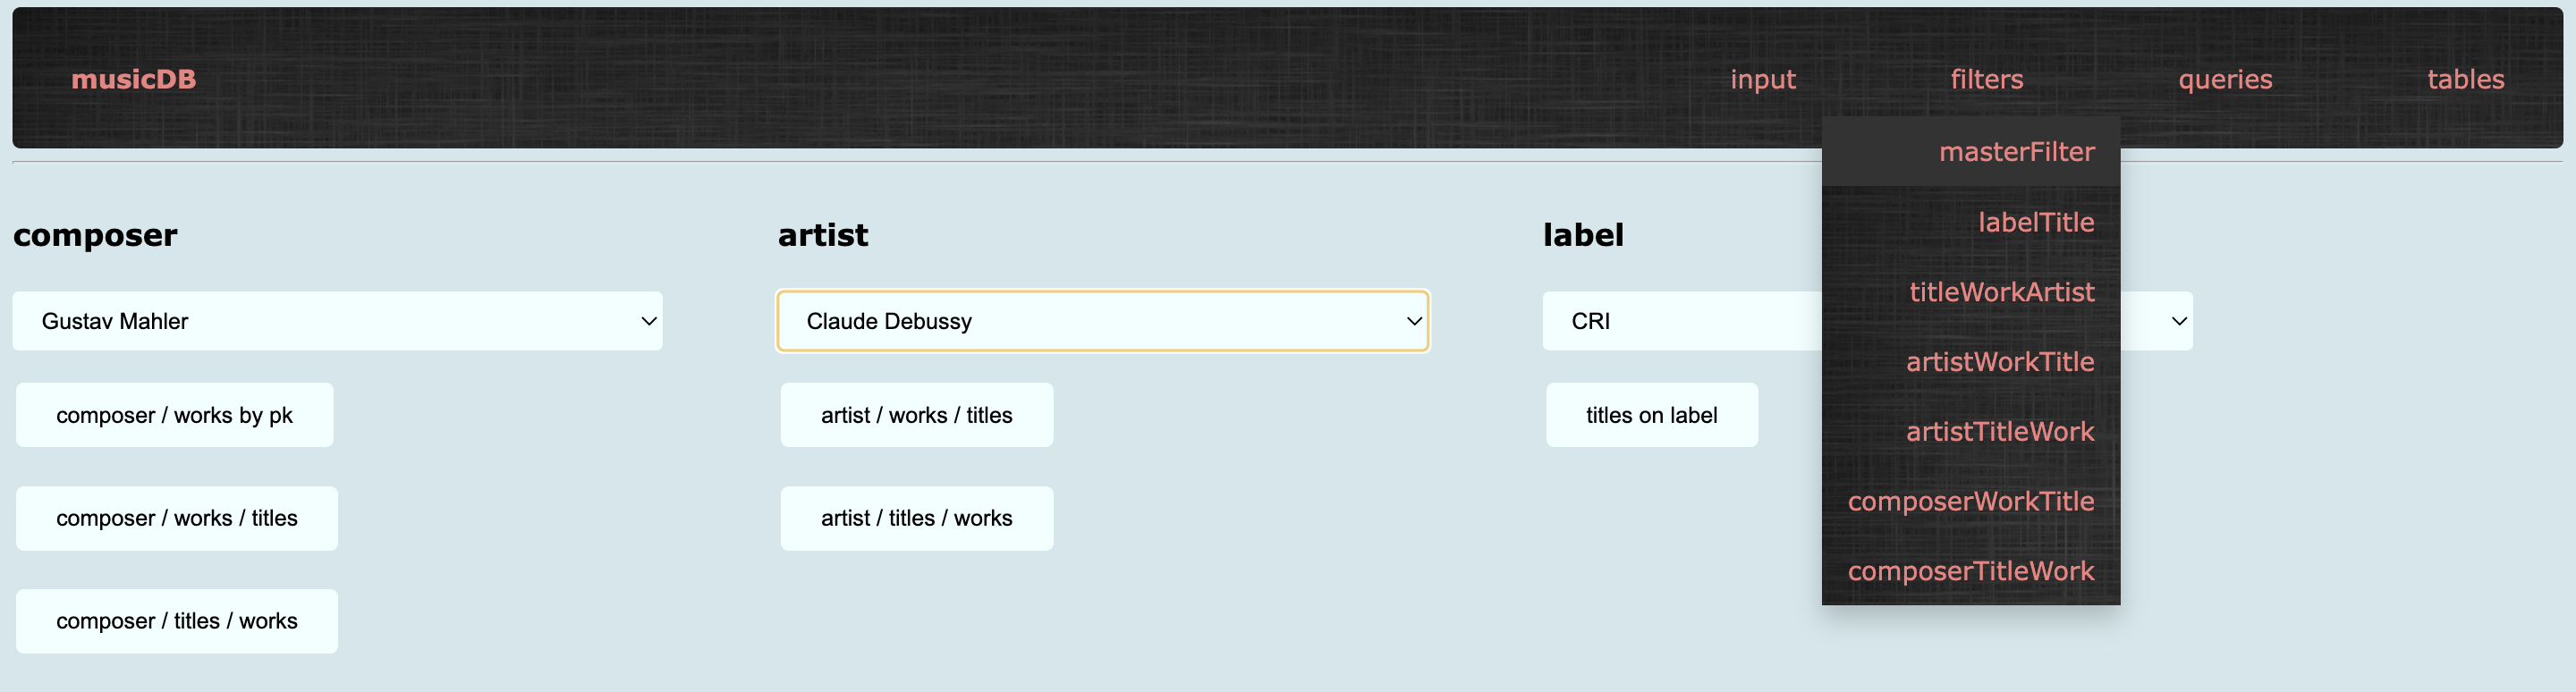 musicDB
input
filters
queries
tables
masterFilter
labelTitle
titleWorkArtist
artistWorkTitle
artistTitleWork
composerWorkTitle
composerTitleWork
composer
Gustav Mahler
composer / works by pk
composer / works / titles
composer / titles / works
artist
Claude Debussy
artist / works / titles
artist / titles / works
label
CRI
titles on label